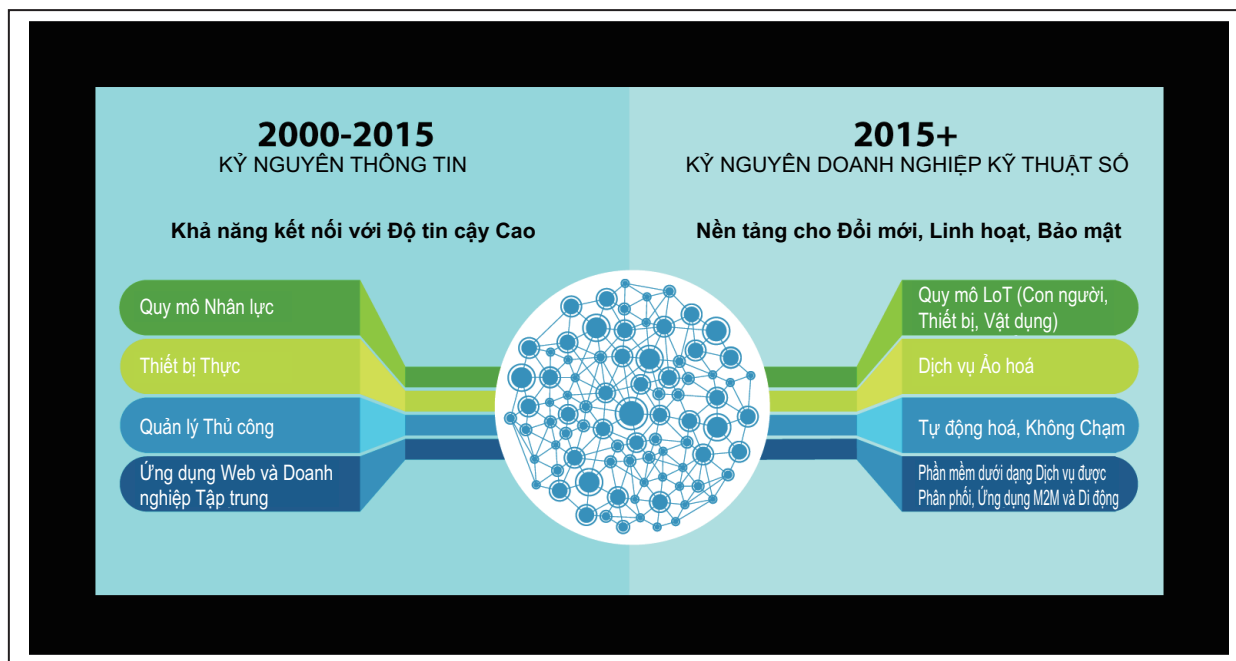 2000-2015
KỶ NGUYÊN THÔNG TIN
Khả năng kết nối với Độ tin cậy Cao
Quy mô Nhân lực
Thiết bị Thực
Quản lý Thủ công
Ứng dụng Web và Doanh
nghiệp Tập trung
2015+
KỶ NGUYÊN DOANH NGHIỆP KỸ THUẬT SỐ
Nền tảng cho Đổi mới, Linh hoạt, Bảo mật
Quy mô LoT (Con người,
Thiết bị, Vật dụng)
Dịch vụ Ảo hoá
Tự động hoá, Không Chạm
Phần mềm dưới dạng Dịch vụ được
Phân phối, Ứng dụng M2M và Di động